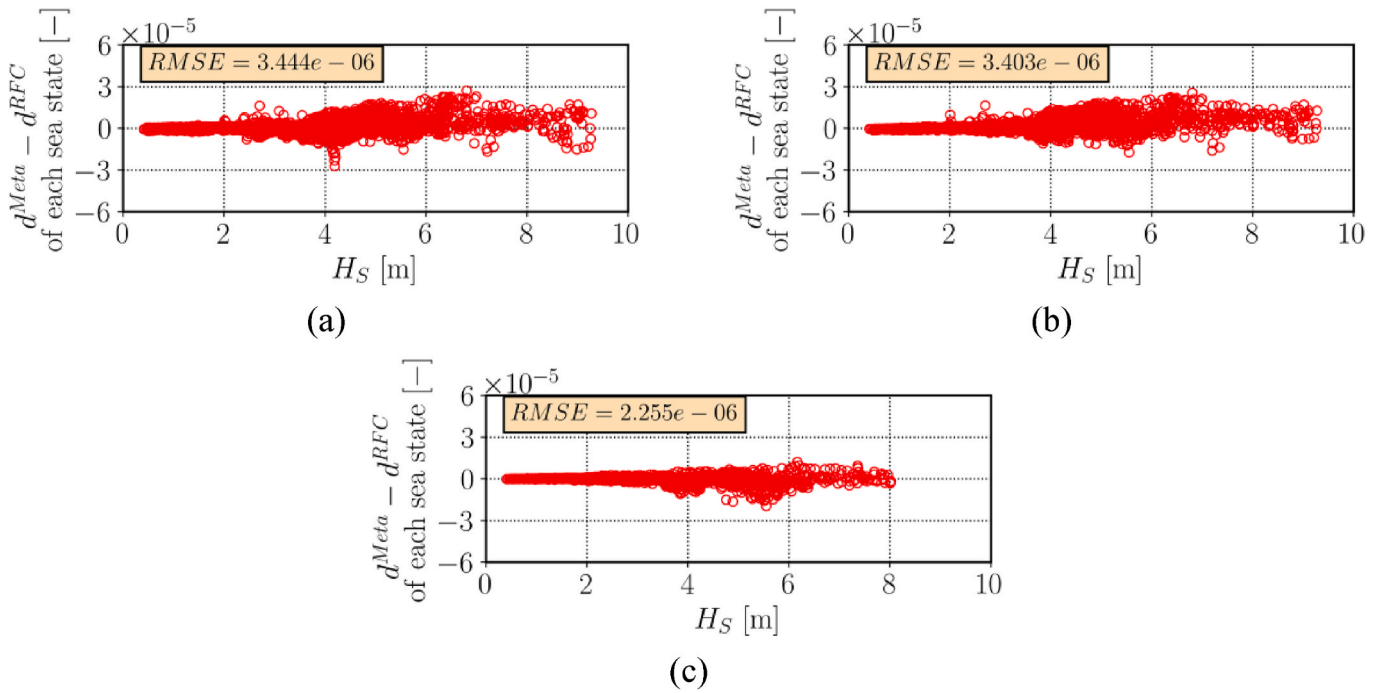 ×10⁻⁵
RMSE = 3.444e − 06
6
3
0
−3
−6
d^{Meta} − d^{RFC}
of each sea state [−]
0 2 4 6 8 10
H_S [m]
(a)
×10⁻⁵
RMSE = 3.403e − 06
6
3
0
−3
−6
d^{Meta} − d^{RFC}
of each sea state [−]
0 2 4 6 8 10
H_S [m]
(b)
×10⁻⁵
RMSE = 2.255e − 06
6
3
0
−3
−6
d^{Meta} − d^{RFC}
of each sea state [−]
0 2 4 6 8 10
H_S [m]
(c)